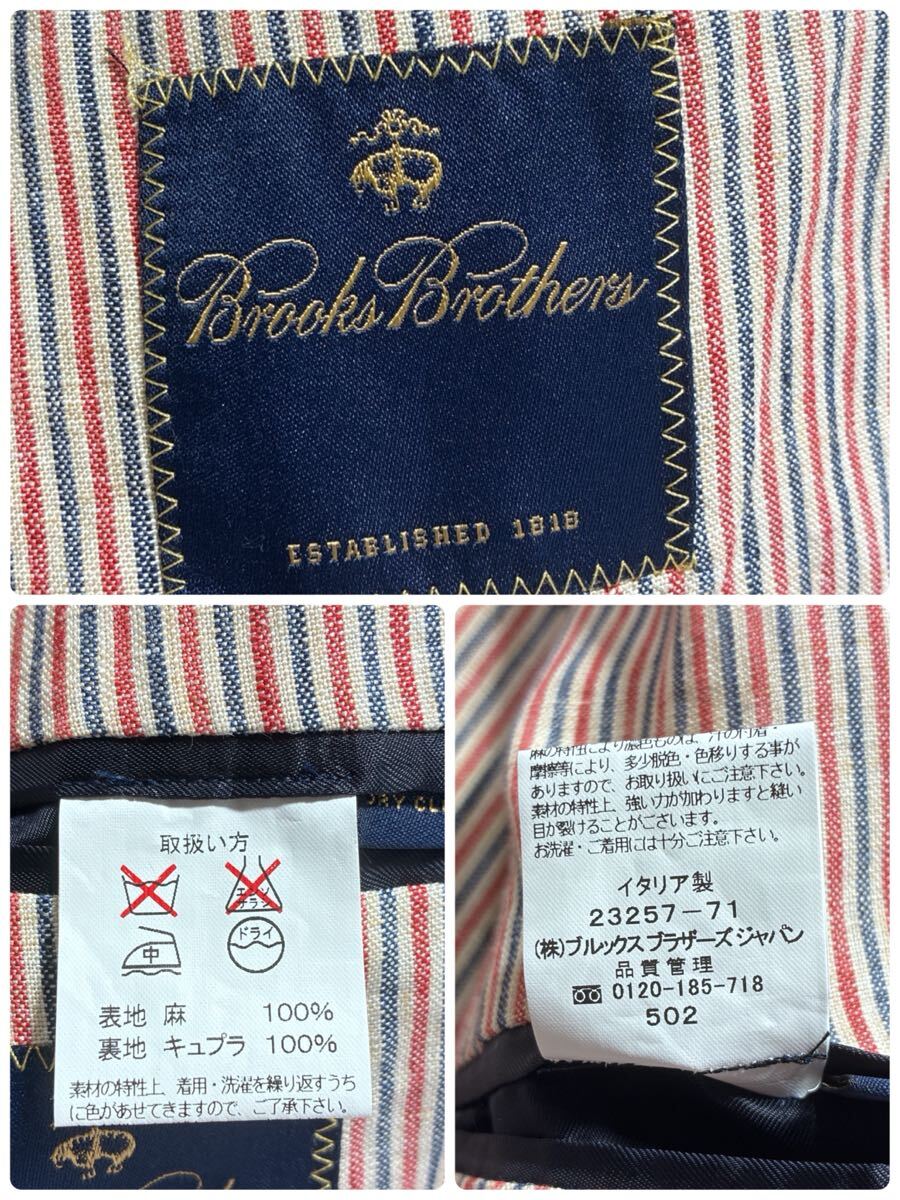 Brooks Brothers
ESTABLISHED 1818
DRY CL
取扱い方
エンソ
ナラシ
中
ドライ
表地 麻 100%
裏地 キュプラ 100%
素材の特性上、着用・洗濯を繰り返すうち
に色があせてきますので、ご了承下さい。
Brooks
麻の特性により濃色ものは、汗の付着・
摩擦等により、多少脱色・色移りする事が
ありますので、お取り扱いにご注意下さい。
素材の特性上、強い力が加わりますと縫い
目が裂けることがございます。
お洗濯・ご着用には十分ご注意下さい。
イタリア製
23257-71
(株)ブルックスブラザーズジャパン
品質管理
0120-185-718
502